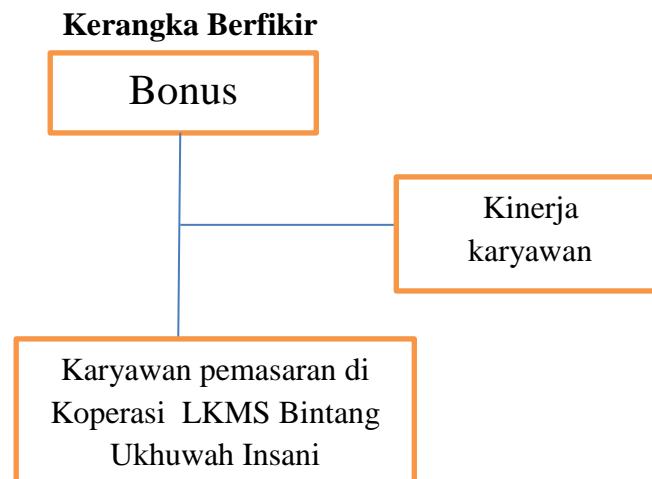 Kerangka Berfikir
Bonus
Kinerja
karyawan
Karyawan pemasaran di
Koperasi LKMS Bintang
Ukhuwah Insani